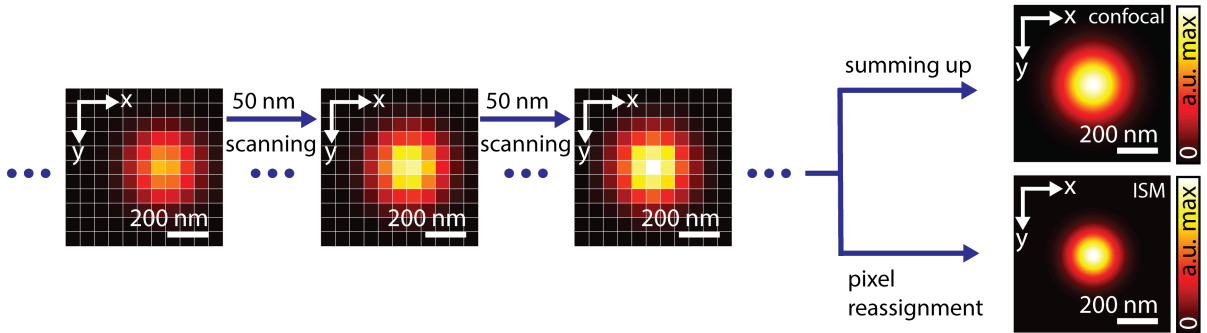 x
y
200 nm
50 nm
scanning
x
y
200 nm
50 nm
scanning
x
y
200 nm
summing up
pixel
reassignment
x
confocal
y
200 nm
0 a.u. max
x
ISM
y
200 nm
0 a.u. max